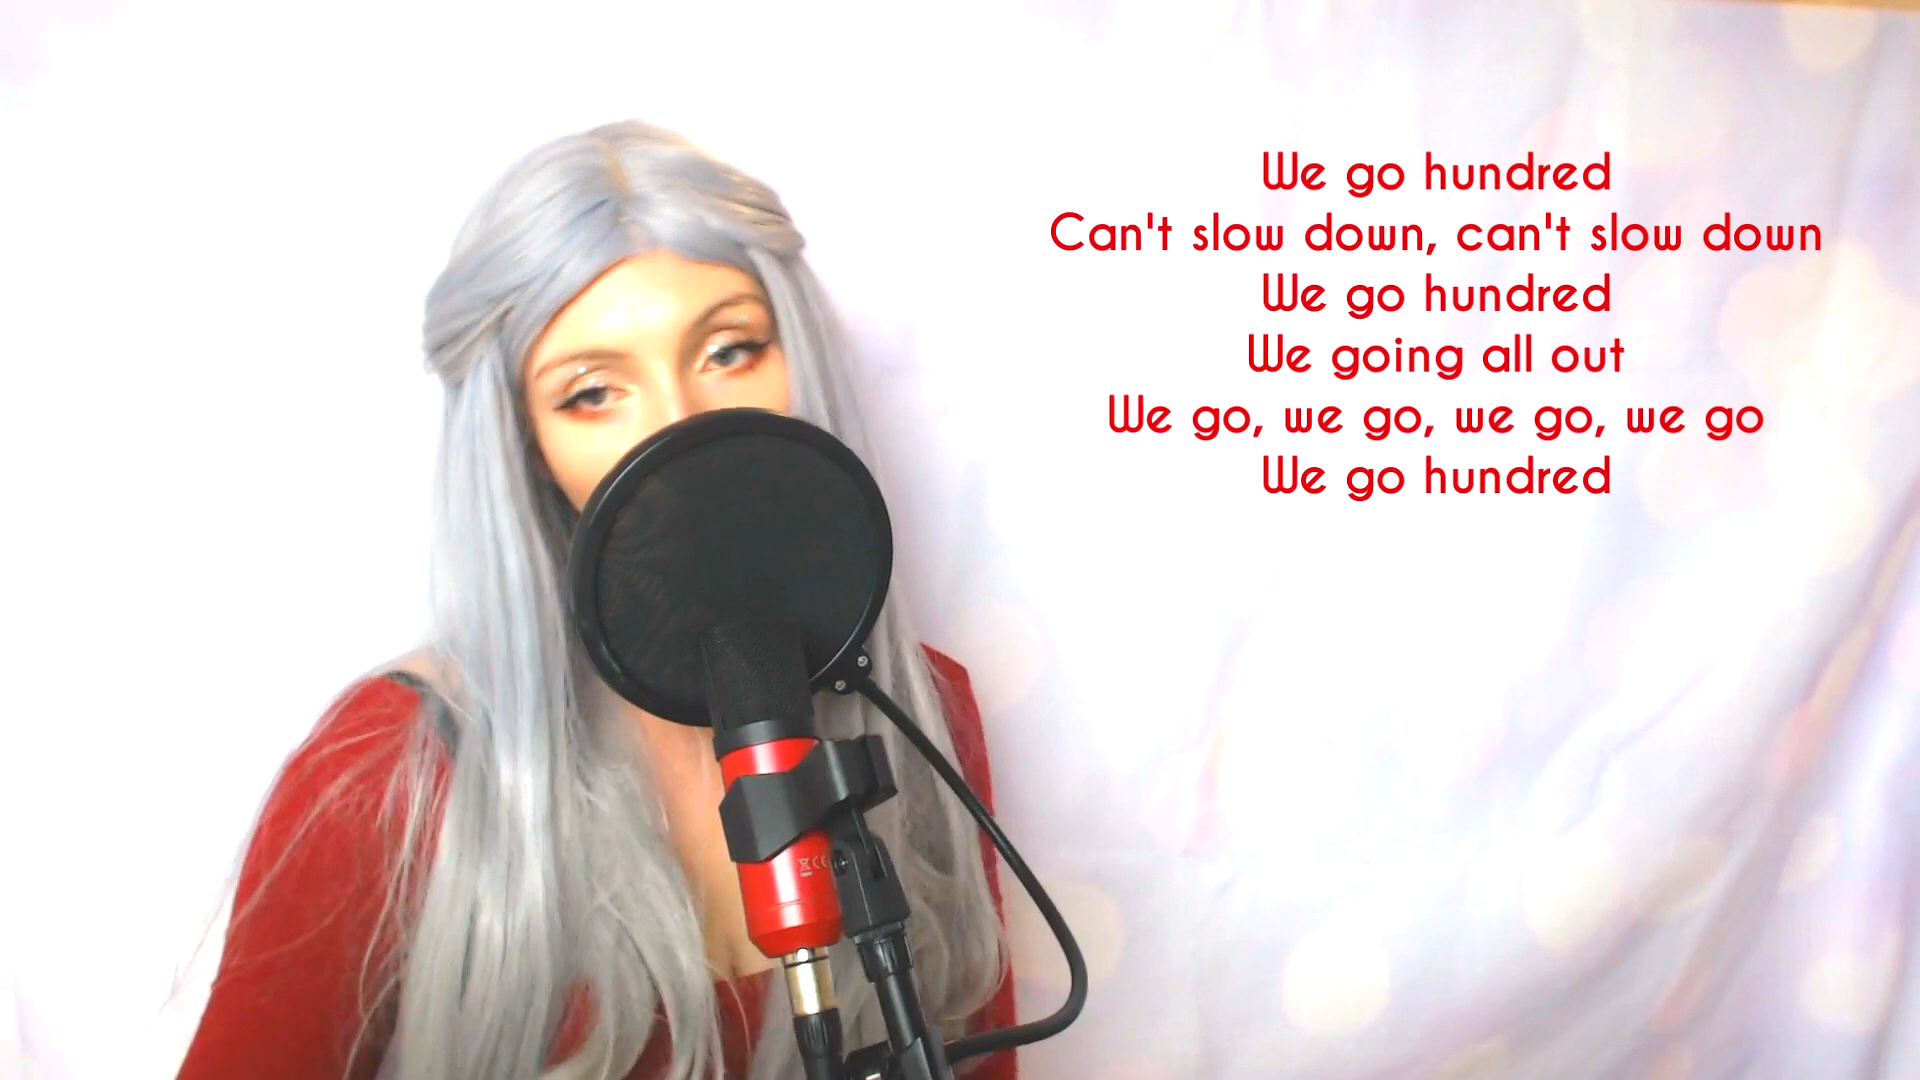 We go hundred
Can't slow down, can't slow down
We go hundred
We going all out
We go, we go, we go, we go
We go hundred